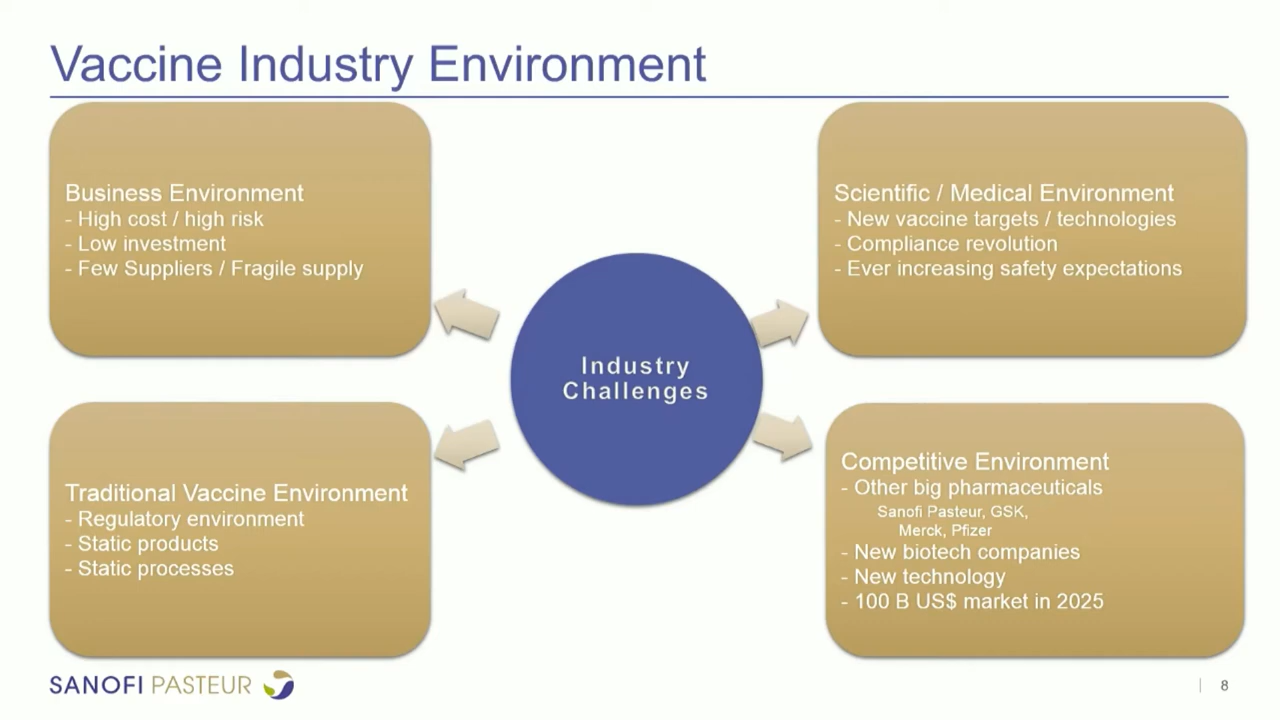 Vaccine Industry Environment
Business Environment
- High cost / high risk
- Low investment
- Few Suppliers / Fragile supply
Scientific / Medical Environment
- New vaccine targets / technologies
- Compliance revolution
- Ever increasing safety expectations
Industry
Challenges
Traditional Vaccine Environment
- Regulatory environment
- Static products
- Static processes
Competitive Environment
- Other big pharmaceuticals
Sanofi Pasteur, GSK,
Merck, Pfizer
- New biotech companies
- New technology
- 100 B US$ market in 2025
SANOFI PASTEUR
8